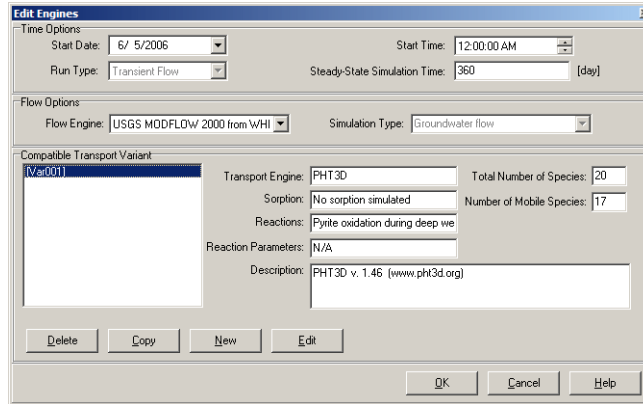 Edit Engines
Time Options
Start Date: 6/ 5/2006 Start Time: 12:00:00 AM
Run Type: Transient Flow Steady-State Simulation Time: 360 [day]
Flow Options
Flow Engine: USGS MODFLOW 2000 from WHI Simulation Type: Groundwater flow
Compatible Transport Variant
[Var001]
Transport Engine: PHT3D Total Number of Species: 20
Sorption: No sorption simulated Number of Mobile Species: 17
Reactions: Pyrite oxidation during deep we
Reaction Parameters: N/A
Description: PHT3D v. 1.46 (www.pht3d.org)
Delete Copy New Edit
OK Cancel Help